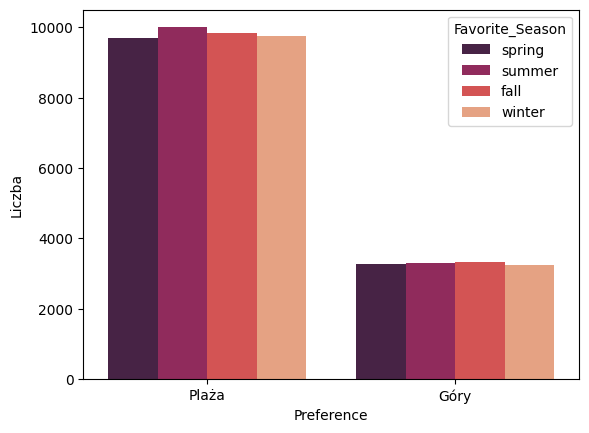 Favorite_Season
spring
summer
fall
winter
10000
8000
6000
4000
2000
0
Liczba
Plaża
Góry
Preference